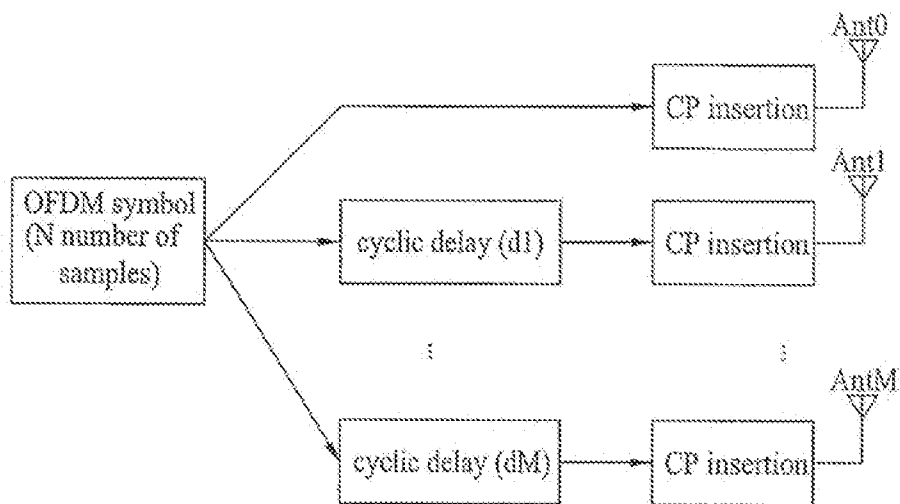 Ant0
CP insertion
Ant1
OFDM symbol
(N number of
samples)
cyclic delay (d1)
CP insertion
AntM
cyclic delay (dM)
CP insertion